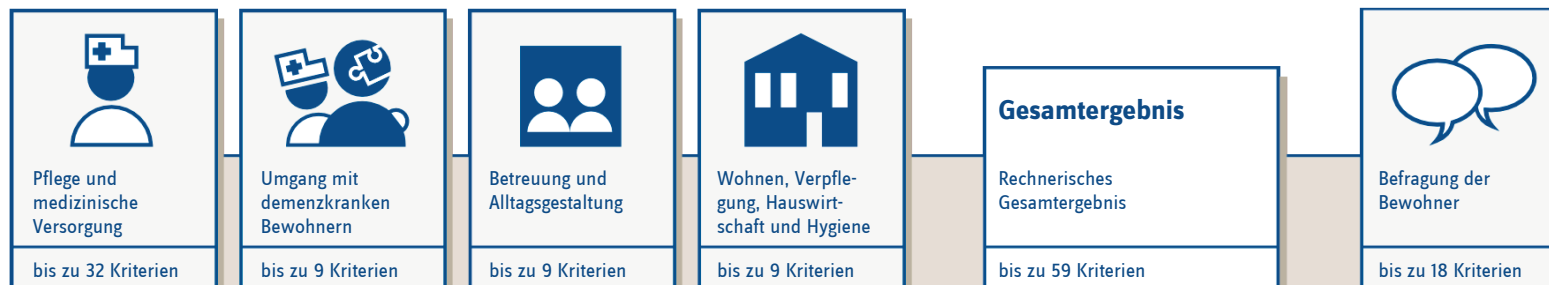 Pflege und
medizinische
Versorgung
bis zu 32 Kriterien
Umgang mit
demenzkranken
Bewohnern
bis zu 9 Kriterien
Betreuung und
Alltagsgestaltung
bis zu 9 Kriterien
Wohnen, Verpfle-
gung, Hauswirt-
schaft und Hygiene
bis zu 9 Kriterien
Gesamtergebnis
Rechnerisches
Gesamtergebnis
bis zu 59 Kriterien
Befragung der
Bewohner
bis zu 18 Kriterien